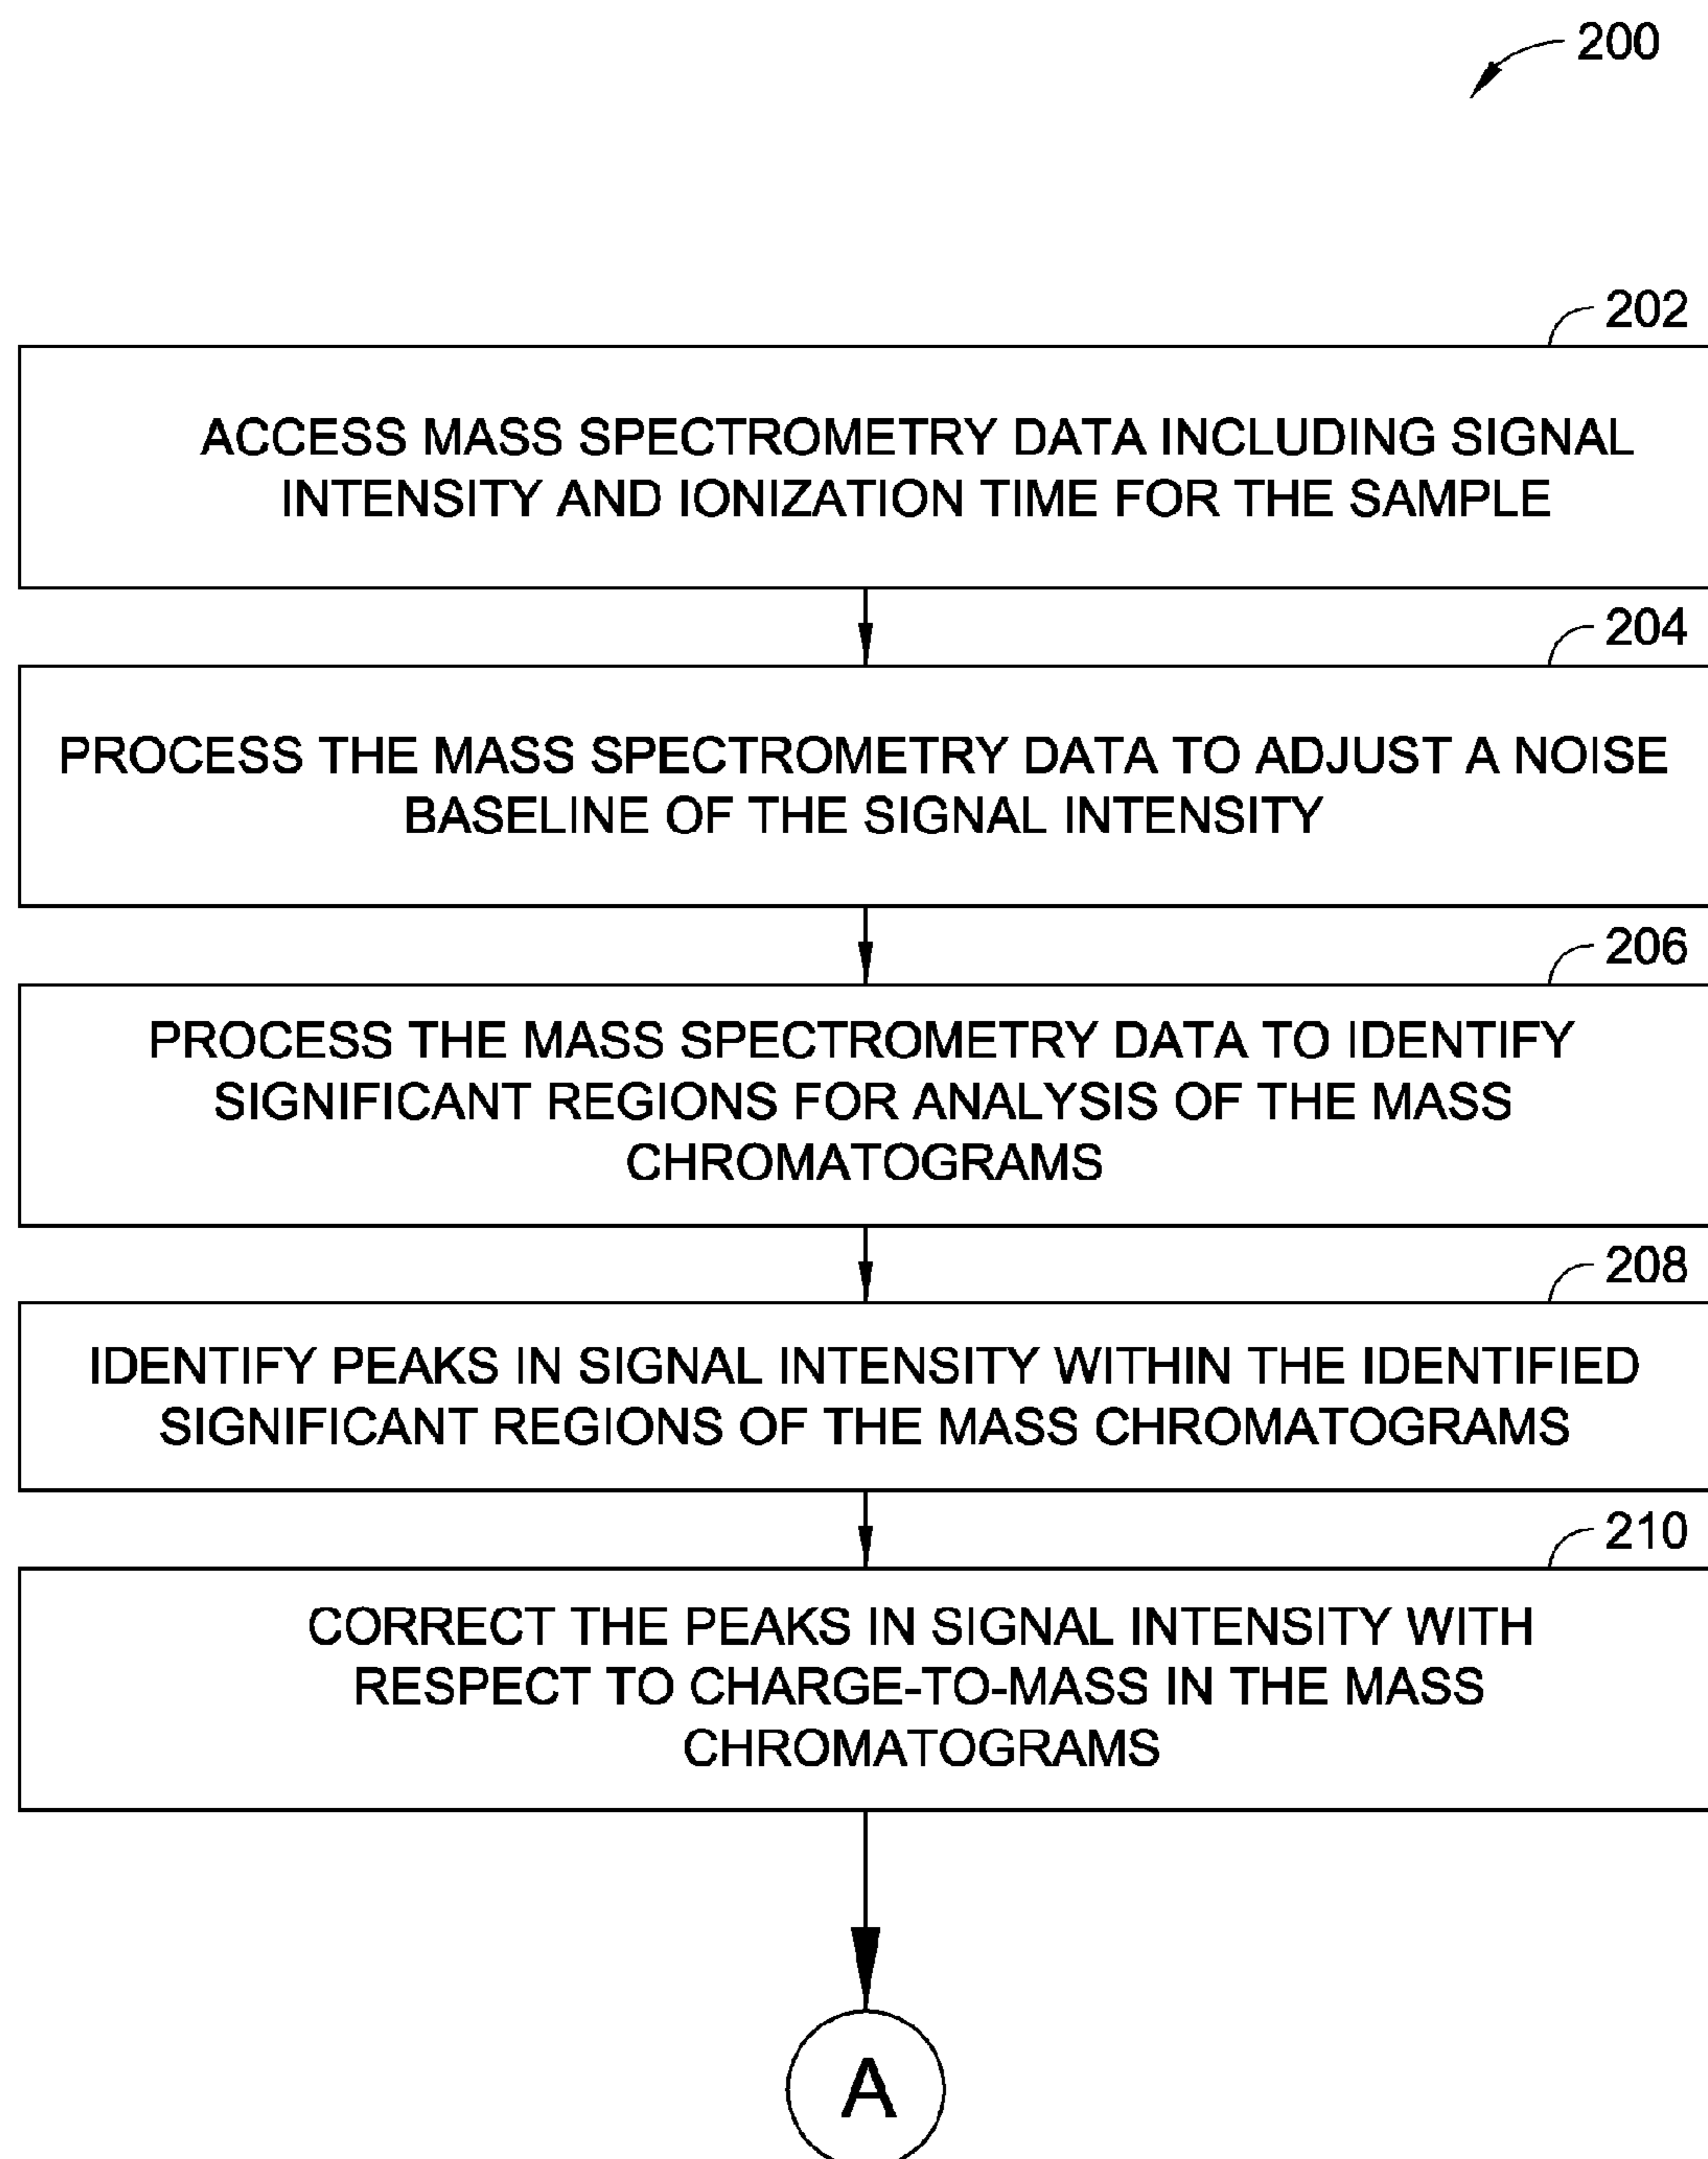 200
202
ACCESS MASS SPECTROMETRY DATA INCLUDING SIGNAL
INTENSITY AND IONIZATION TIME FOR THE SAMPLE
204
PROCESS THE MASS SPECTROMETRY DATA TO ADJUST A NOISE
BASELINE OF THE SIGNAL INTENSITY
206
PROCESS THE MASS SPECTROMETRY DATA TO IDENTIFY
SIGNIFICANT REGIONS FOR ANALYSIS OF THE MASS
CHROMATOGRAMS
208
IDENTIFY PEAKS IN SIGNAL INTENSITY WITHIN THE IDENTIFIED
SIGNIFICANT REGIONS OF THE MASS CHROMATOGRAMS
210
CORRECT THE PEAKS IN SIGNAL INTENSITY WITH
RESPECT TO CHARGE-TO-MASS IN THE MASS
CHROMATOGRAMS
A